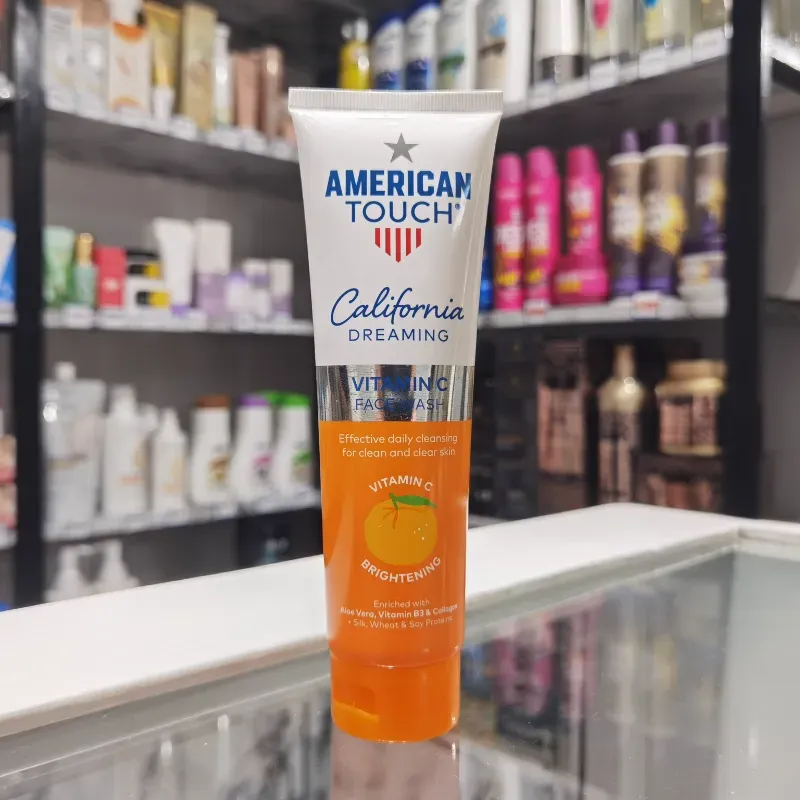 AMERICAN
TOUCH®
California
DREAMING
VITAMIN C
FACE WASH
Effective daily cleansing
for clean and clear skin
VITAMIN C
BRIGHTENING
Enriched with
Aloe Vera, Vitamin B3 & Collagen
+ Silk, Wheat & Soy Proteins